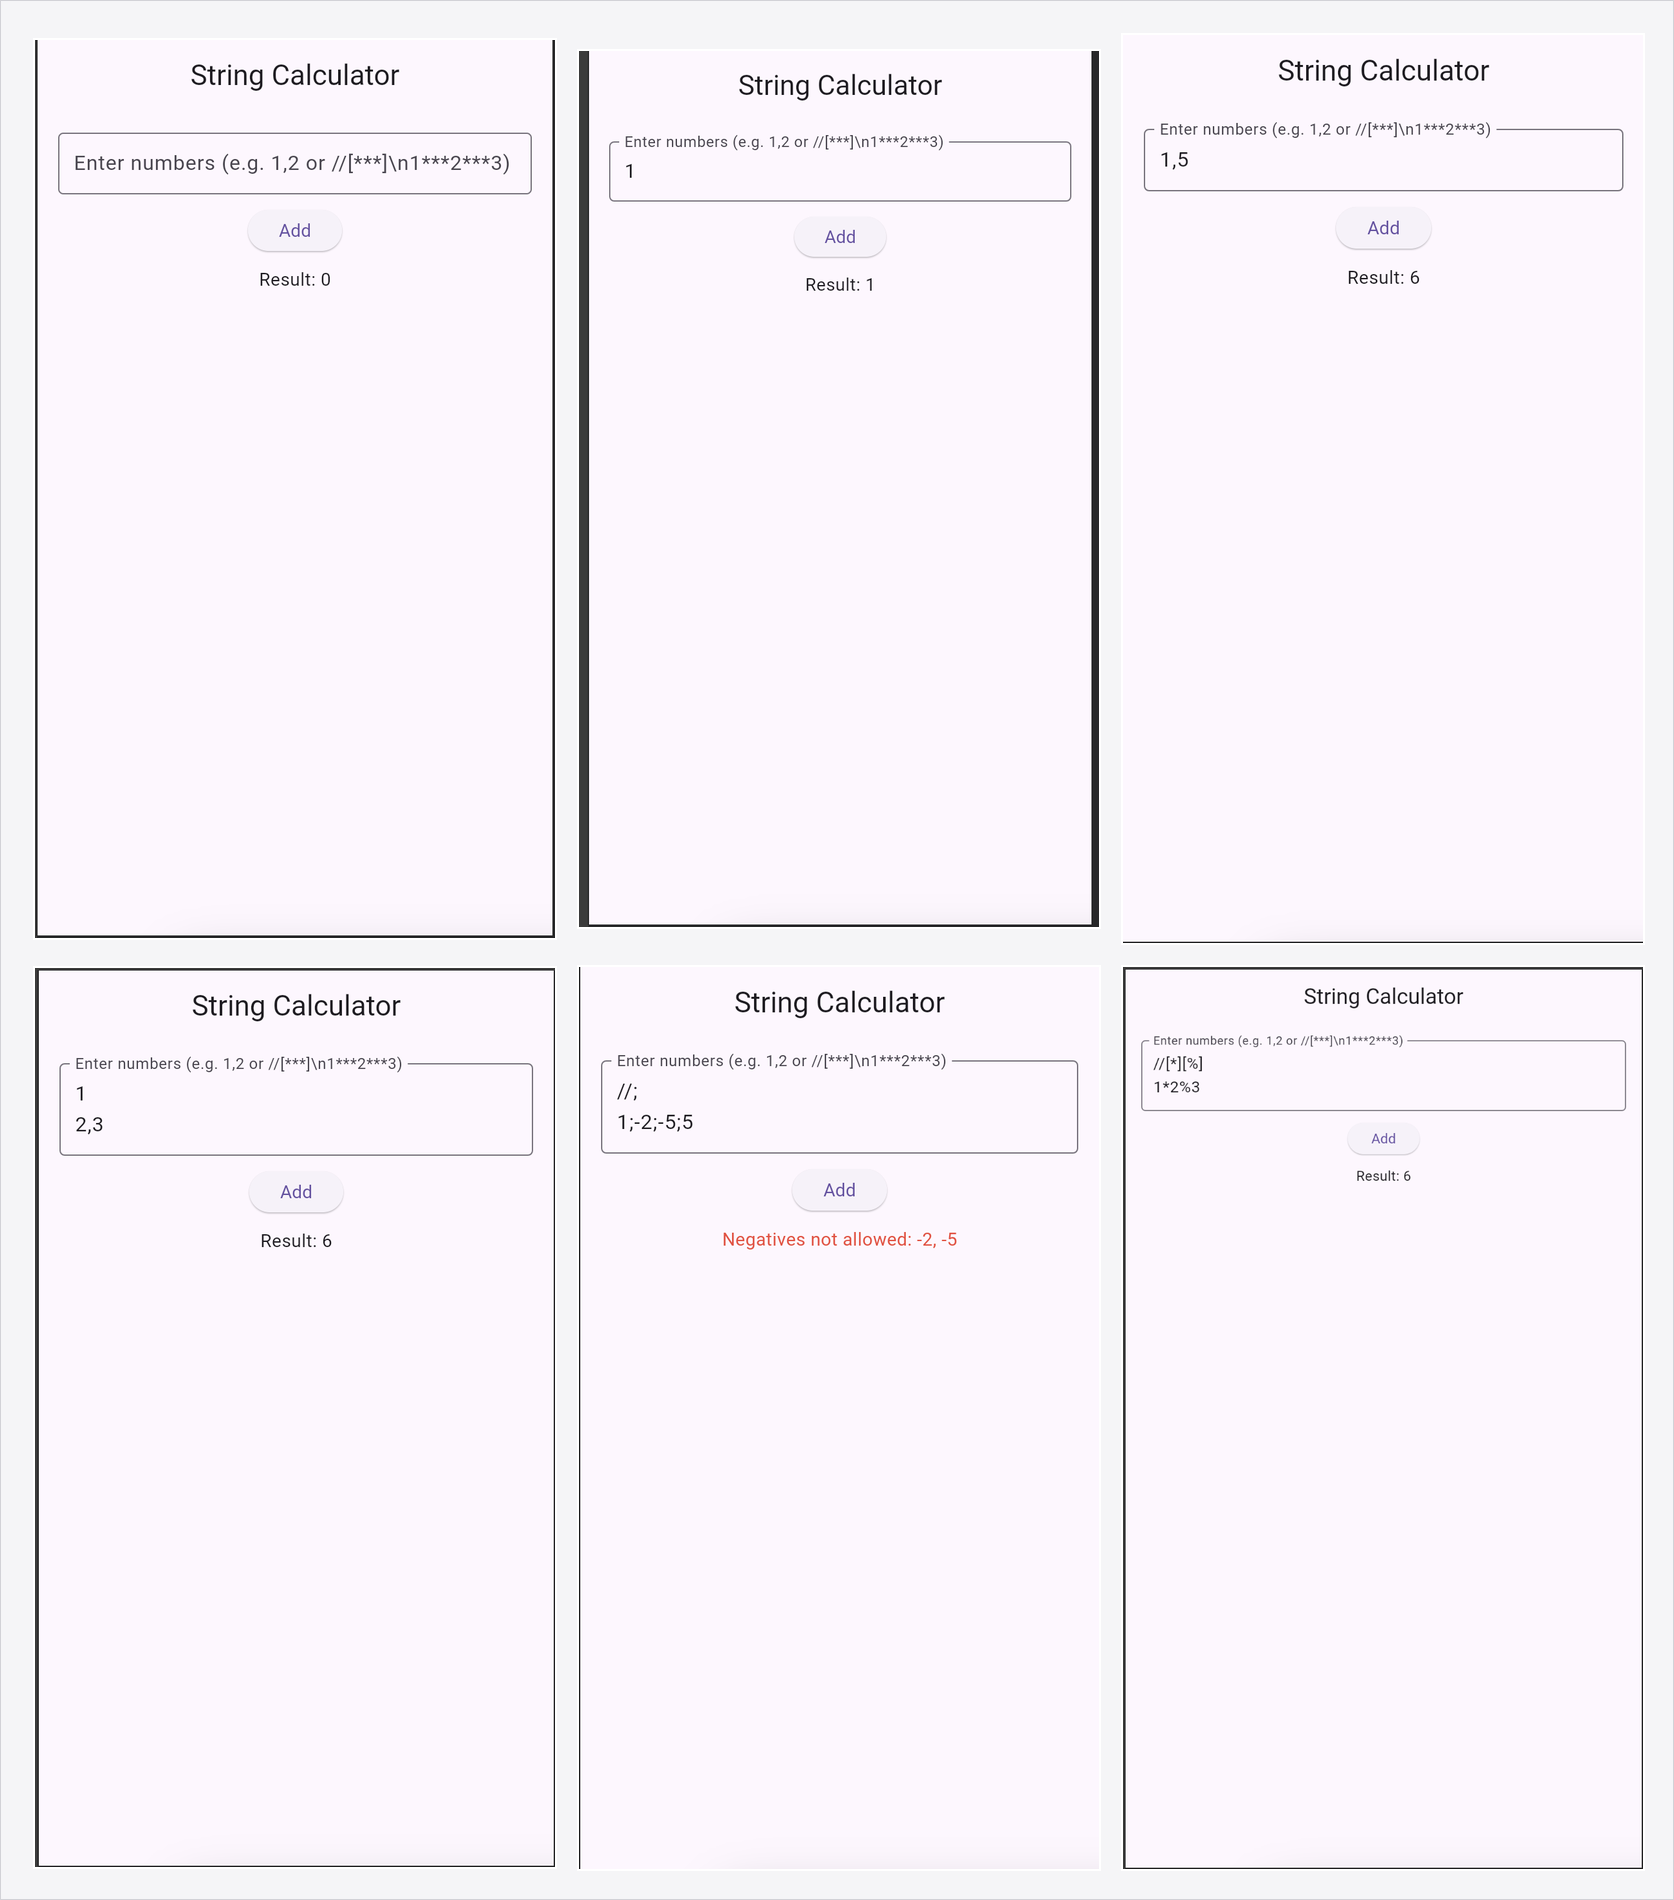 String Calculator
Enter numbers (e.g. 1,2 or //[***]\n1***2***3)
Add
Result: 0
String Calculator
Enter numbers (e.g. 1,2 or //[***]\n1***2***3)
1
Add
Result: 1
String Calculator
Enter numbers (e.g. 1,2 or //[***]\n1***2***3)
1,5
Add
Result: 6
String Calculator
Enter numbers (e.g. 1,2 or //[***]\n1***2***3)
1
2,3
Add
Result: 6
String Calculator
Enter numbers (e.g. 1,2 or //[***]\n1***2***3)
//;
1;-2;-5;5
Add
Negatives not allowed: -2, -5
String Calculator
Enter numbers (e.g. 1,2 or //[***]\n1***2***3)
//[*][%]
1*2%3
Add
Result: 6